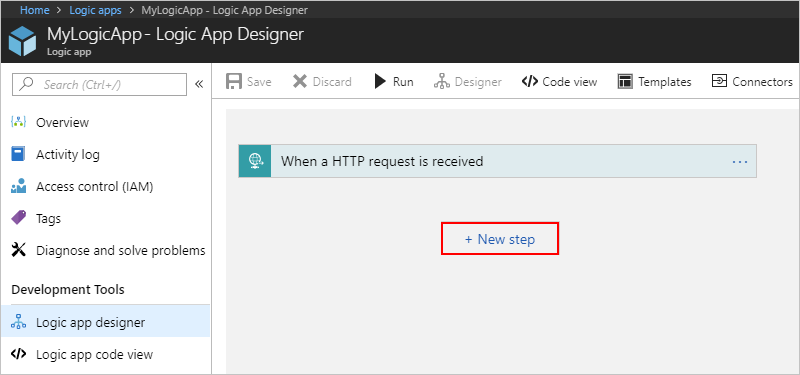 Home > Logic apps > MyLogicApp - Logic App Designer
MyLogicApp - Logic App Designer
Logic app
Search (Ctrl+/)
«
Save
Discard
Run
Designer
Code view
Templates
Connectors
Overview
Activity log
Access control (IAM)
Tags
Diagnose and solve problems
Development Tools
Logic app designer
Logic app code view
When a HTTP request is received
...
+ New step